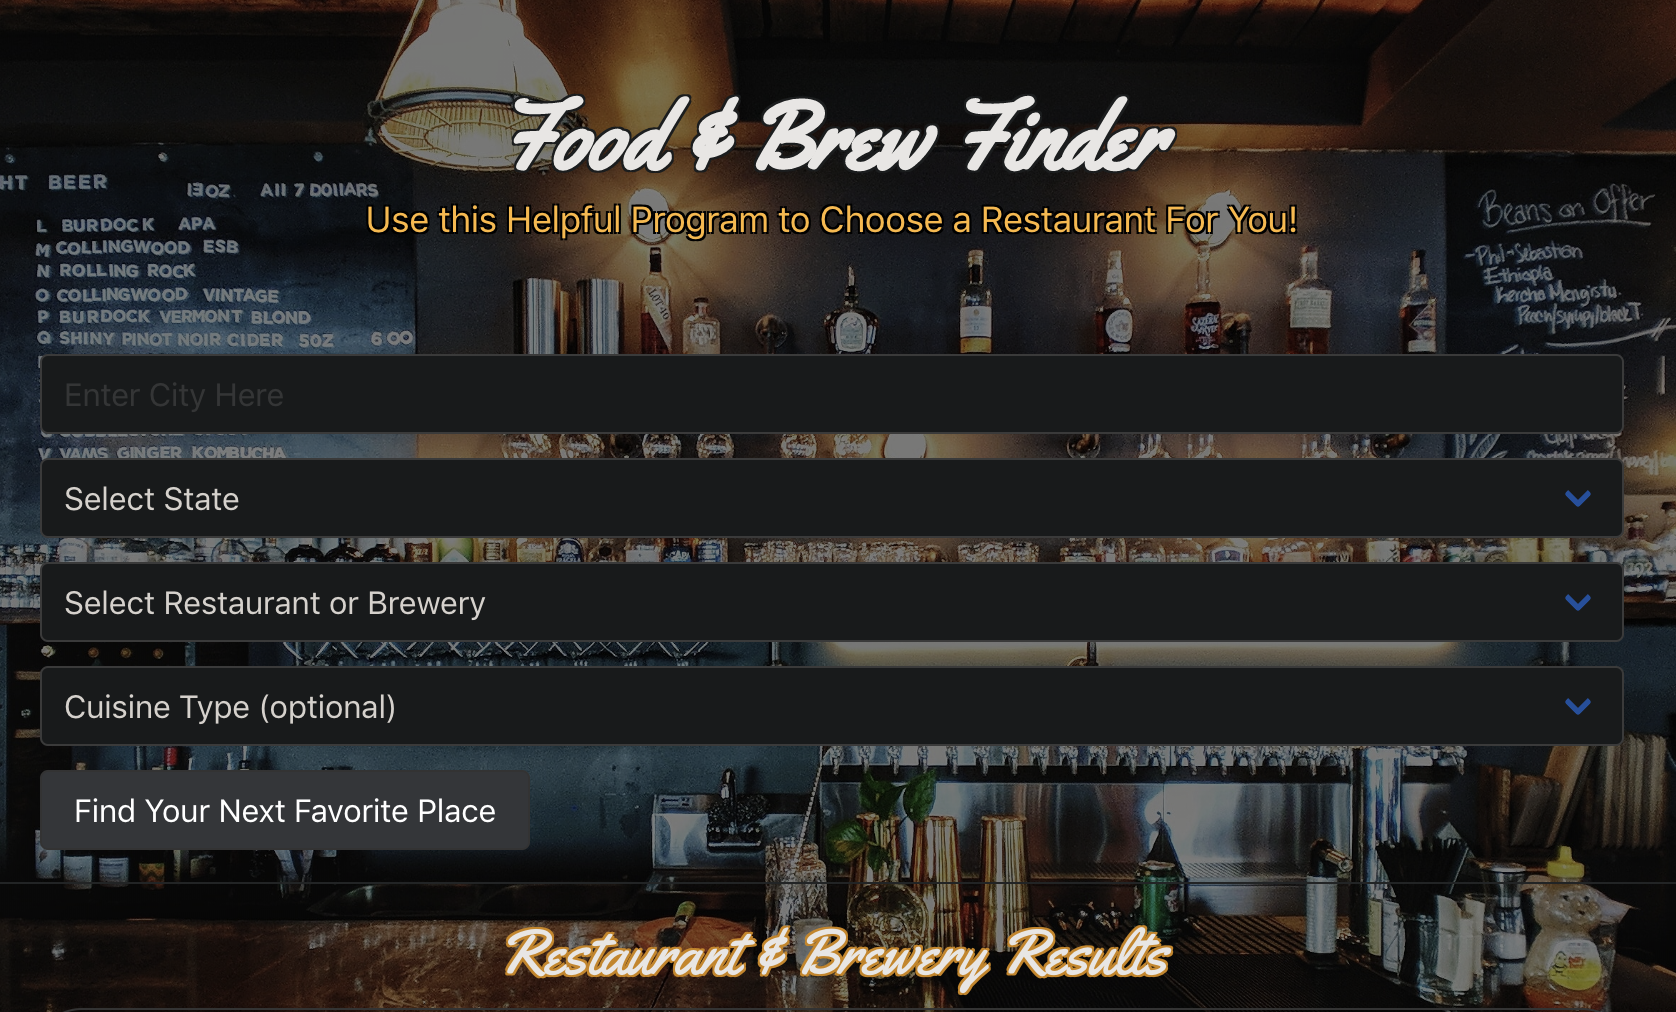 Food & Brew Finder
Use this Helpful Program to Choose a Restaurant For You!
HT BEER
13OZ All 7 DOllARS
L BURDOCK APA
M COLLINGWOOD ESB
N ROLLING ROCK
O COLLINGWOOD VINTAGE
P BURDOCK VERMONT BLOND
Q SHINY PINOT NOIR CIDER 5OZ 6 00
V VAMS GINGER KOMBUCHA
Beans on Offer
-Phil+Sebastian
Ethiopia
Kercha Mengistu
LOT 40
Enter City Here
Select State
Select Restaurant or Brewery
Cuisine Type (optional)
Find Your Next Favorite Place
Restaurant & Brewery Results